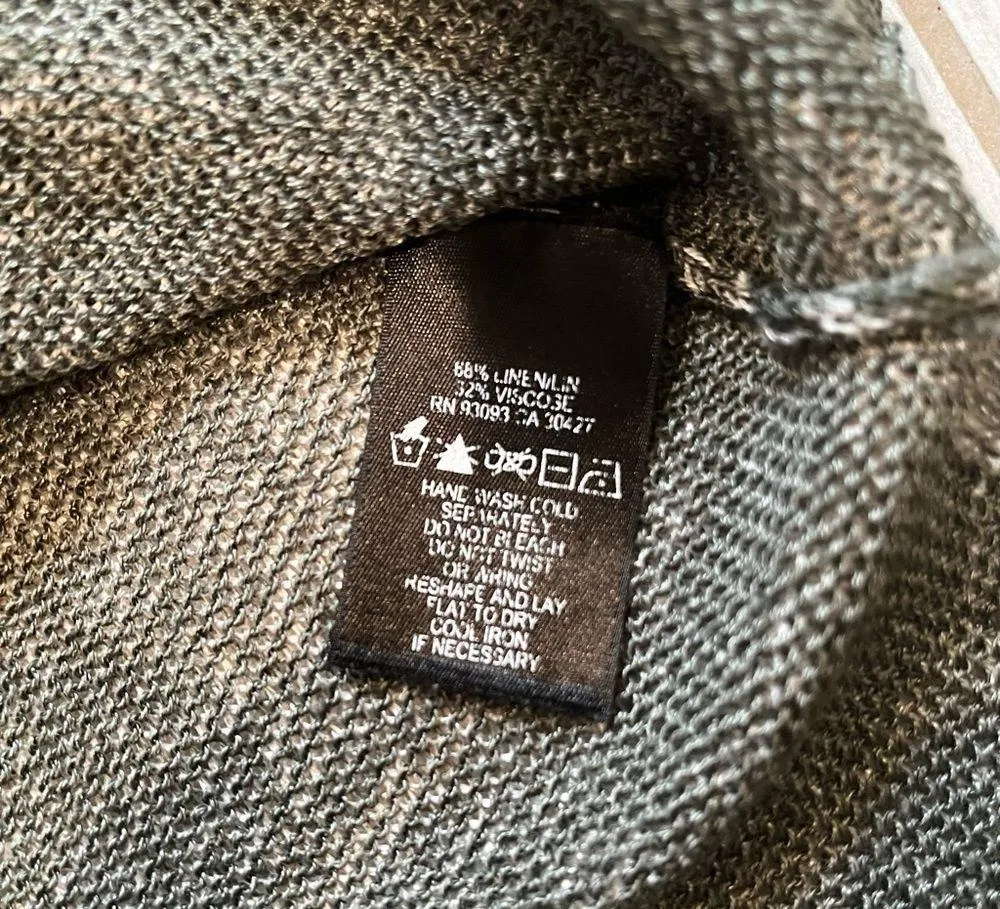 68% LINEN/LIN
32% VISCOSE
RN 93093 CA 30427
HAND WASH COLD
SEPARATELY
DO NOT BLEACH
DO NOT TWIST
OR WRING
RESHAPE AND LAY
FLAT TO DRY
COOL IRON
IF NECESSARY